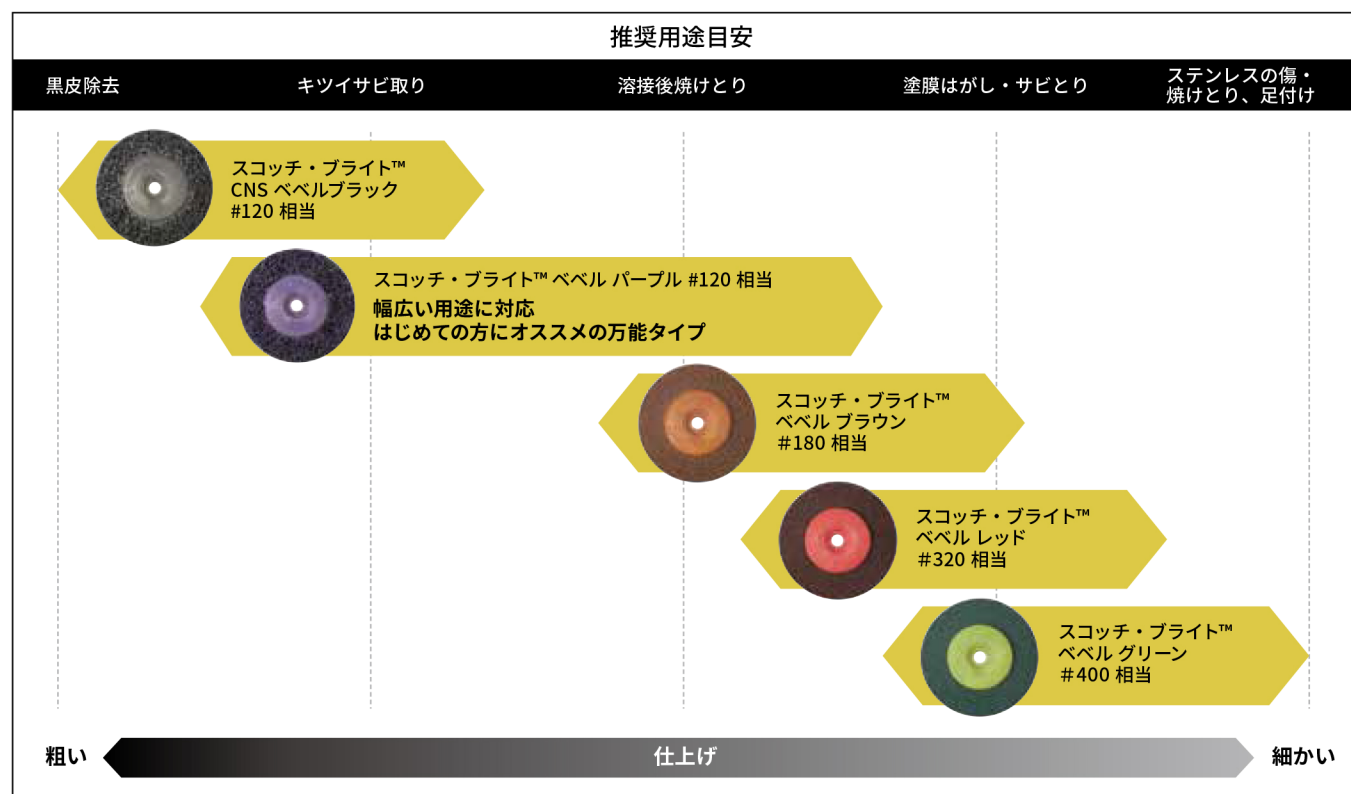 推奨用途目安
黒皮除去
キツイサビ取り
溶接後焼けとり
塗膜はがし・サビとり
ステンレスの傷・
焼けとり、足付け
スコッチ・ブライト™
CNS ベベルブラック
#120 相当
スコッチ・ブライト™ ベベル パープル #120 相当
幅広い用途に対応
はじめての方にオススメの万能タイプ
スコッチ・ブライト™
ベベル ブラウン
＃180 相当
スコッチ・ブライト™
ベベル レッド
＃320 相当
スコッチ・ブライト™
ベベル グリーン
＃400 相当
粗い
仕上げ
細かい